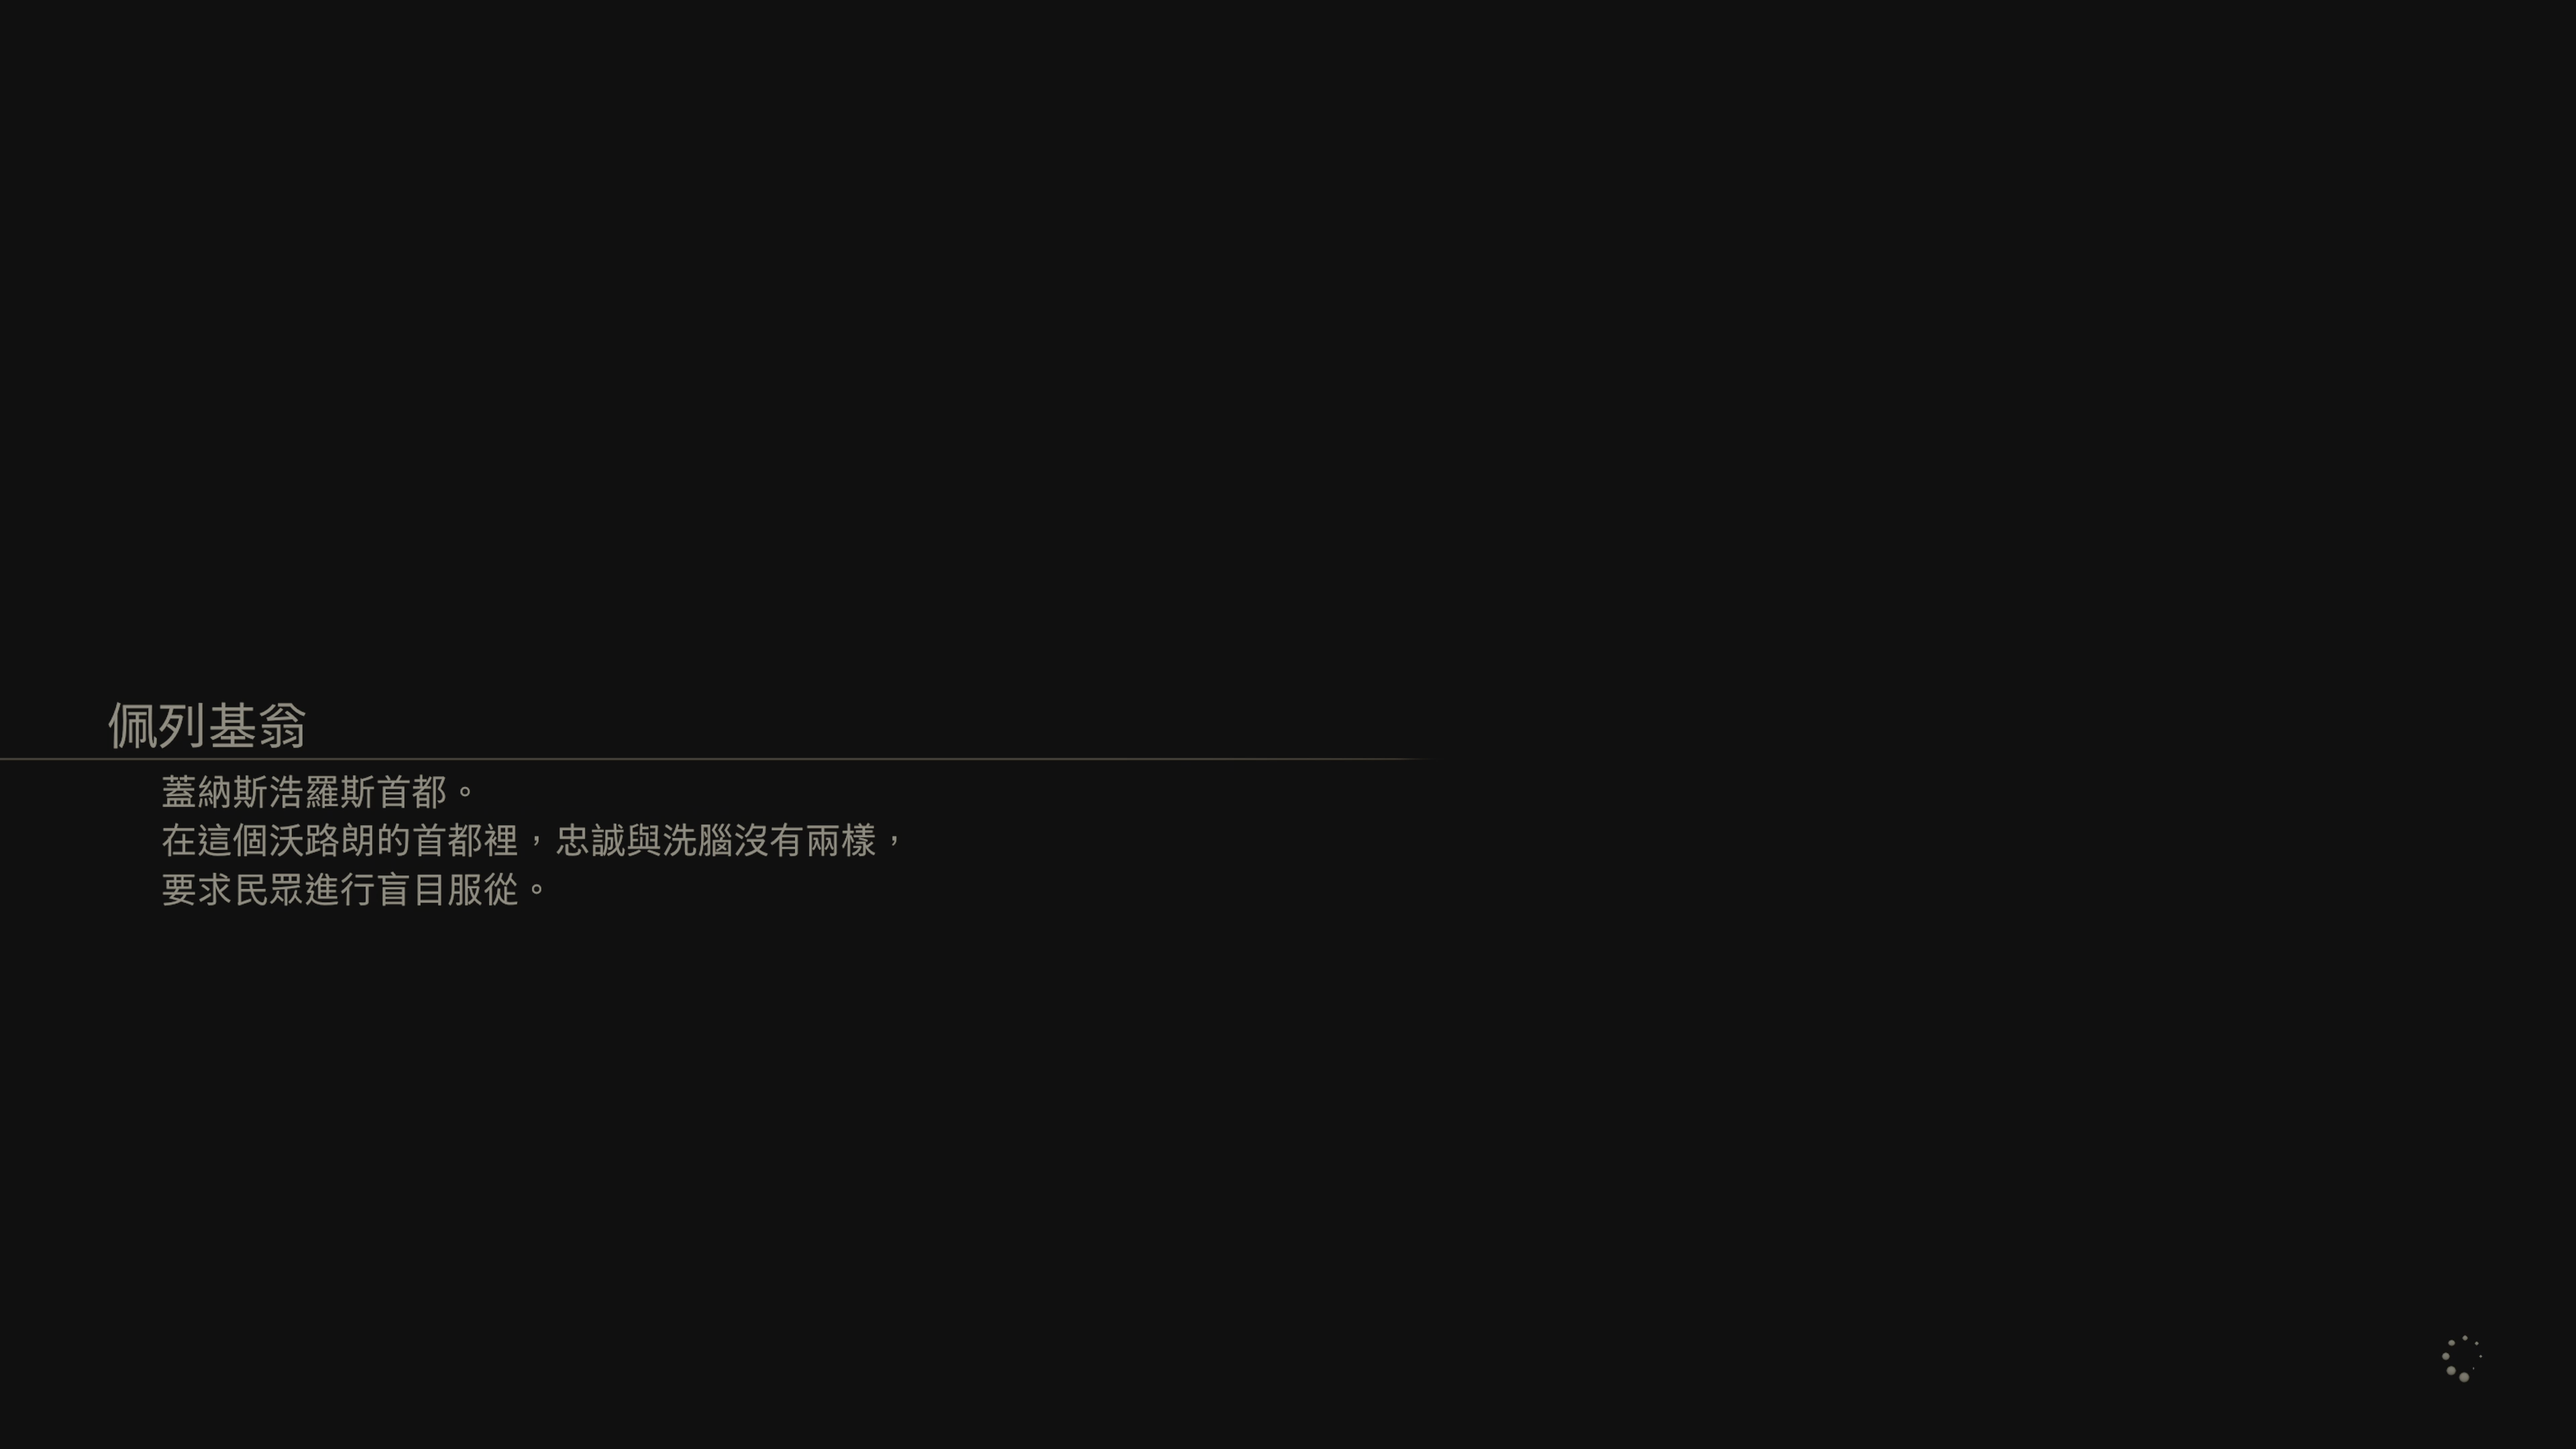 佩列基翁
蓋納斯浩羅斯首都。
在這個沃路朗的首都裡，忠誠與洗腦沒有兩樣，
要求民眾進行盲目服從。